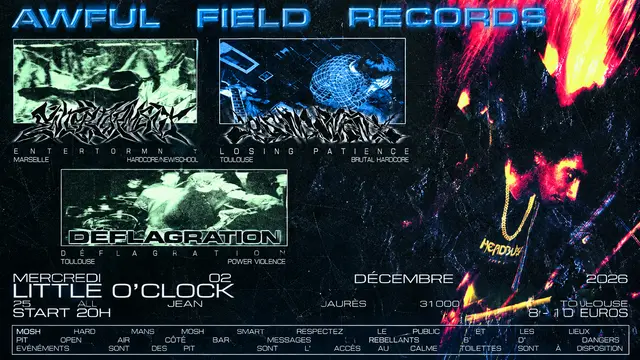 AWFUL FIELD RECORDS
ENTERTORMN LOSING PATIENCE
MARSEILLE HARDCORE/NEWSCHOOL TOULOUSE BRUTAL HARDCORE
HEADBUS
DEFLAGRATION
DÉFLAGRATION
TOULOUSE POWER VIOLENCE
MERCREDI 02 DÉCEMBRE 2026
LITTLE O'CLOCK
25 ALL JEAN JAURÈS 31000 TOULOUSE
START 20H 8 - 10 EUROS
MOSH HARD MANS MOSH SMART RESPECTEZ LE PUBLIC ET LES LIEUX
PIT OPEN AIR CÔTÉ BAR MESSAGES REBELLANTS 6' D' DANGERS
EVÉNEMENTS SONT DES PIT SONT L' ACCÈS AU CALME TOILETTES SONT À DISPOSITION